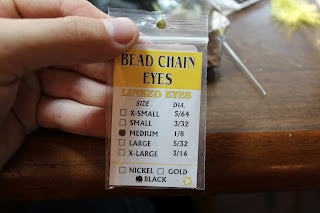 BEAD CHAIN
EYES
LINKED EYES
SIZE DIA.
X-SMALL 5/64
SMALL 3/32
MEDIUM 1/8
LARGE 5/32
X-LARGE 3/16
NICKEL GOLD
BLACK